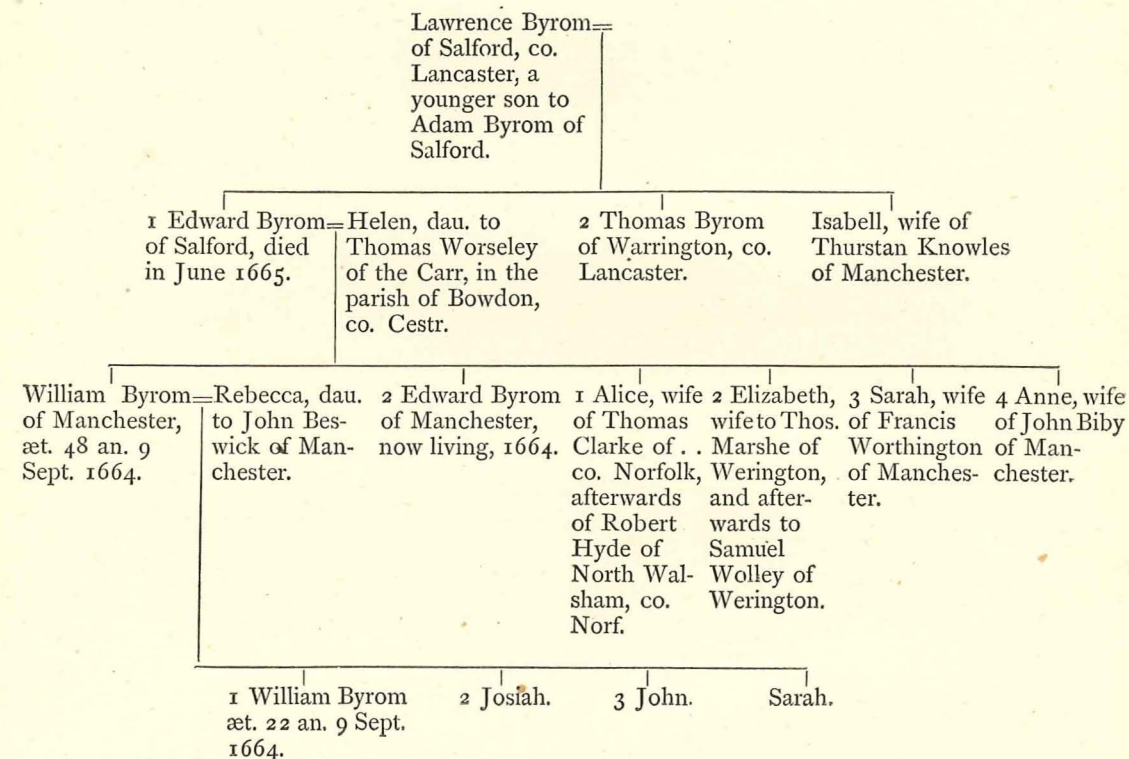 Lawrence Byrom=
of Salford, co.
Lancaster, a
younger son to
Adam Byrom of
Salford.
1 Edward Byrom=
of Salford, died
in June 1665.
Helen, dau. to
Thomas Worseley
of the Carr, in the
parish of Bowdon,
co. Cestr.
2 Thomas Byrom
of Warrington, co.
Lancaster.
Isabell, wife of
Thurstan Knowles
of Manchester.
William Byrom=
of Manchester,
æt. 48 an. 9
Sept. 1664.
Rebecca, dau.
to John Bes-
wick of Man-
chester.
2 Edward Byrom
of Manchester,
now living, 1664.
1 Alice, wife
of Thomas
Clarke of . .
co. Norfolk,
afterwards
of Robert
Hyde of
North Wal-
sham, co.
Norf.
2 Elizabeth,
wife to Thos.
Marshe of
Werington,
and after-
wards to
Samuel
Wolley of
Werington.
3 Sarah, wife
of Francis
Worthington
of Manches-
ter.
4 Anne, wife
of John Biby
of Man-
chester.
1 William Byrom
æt. 22 an. 9 Sept.
1664.
2 Josiah.
3 John.
Sarah.